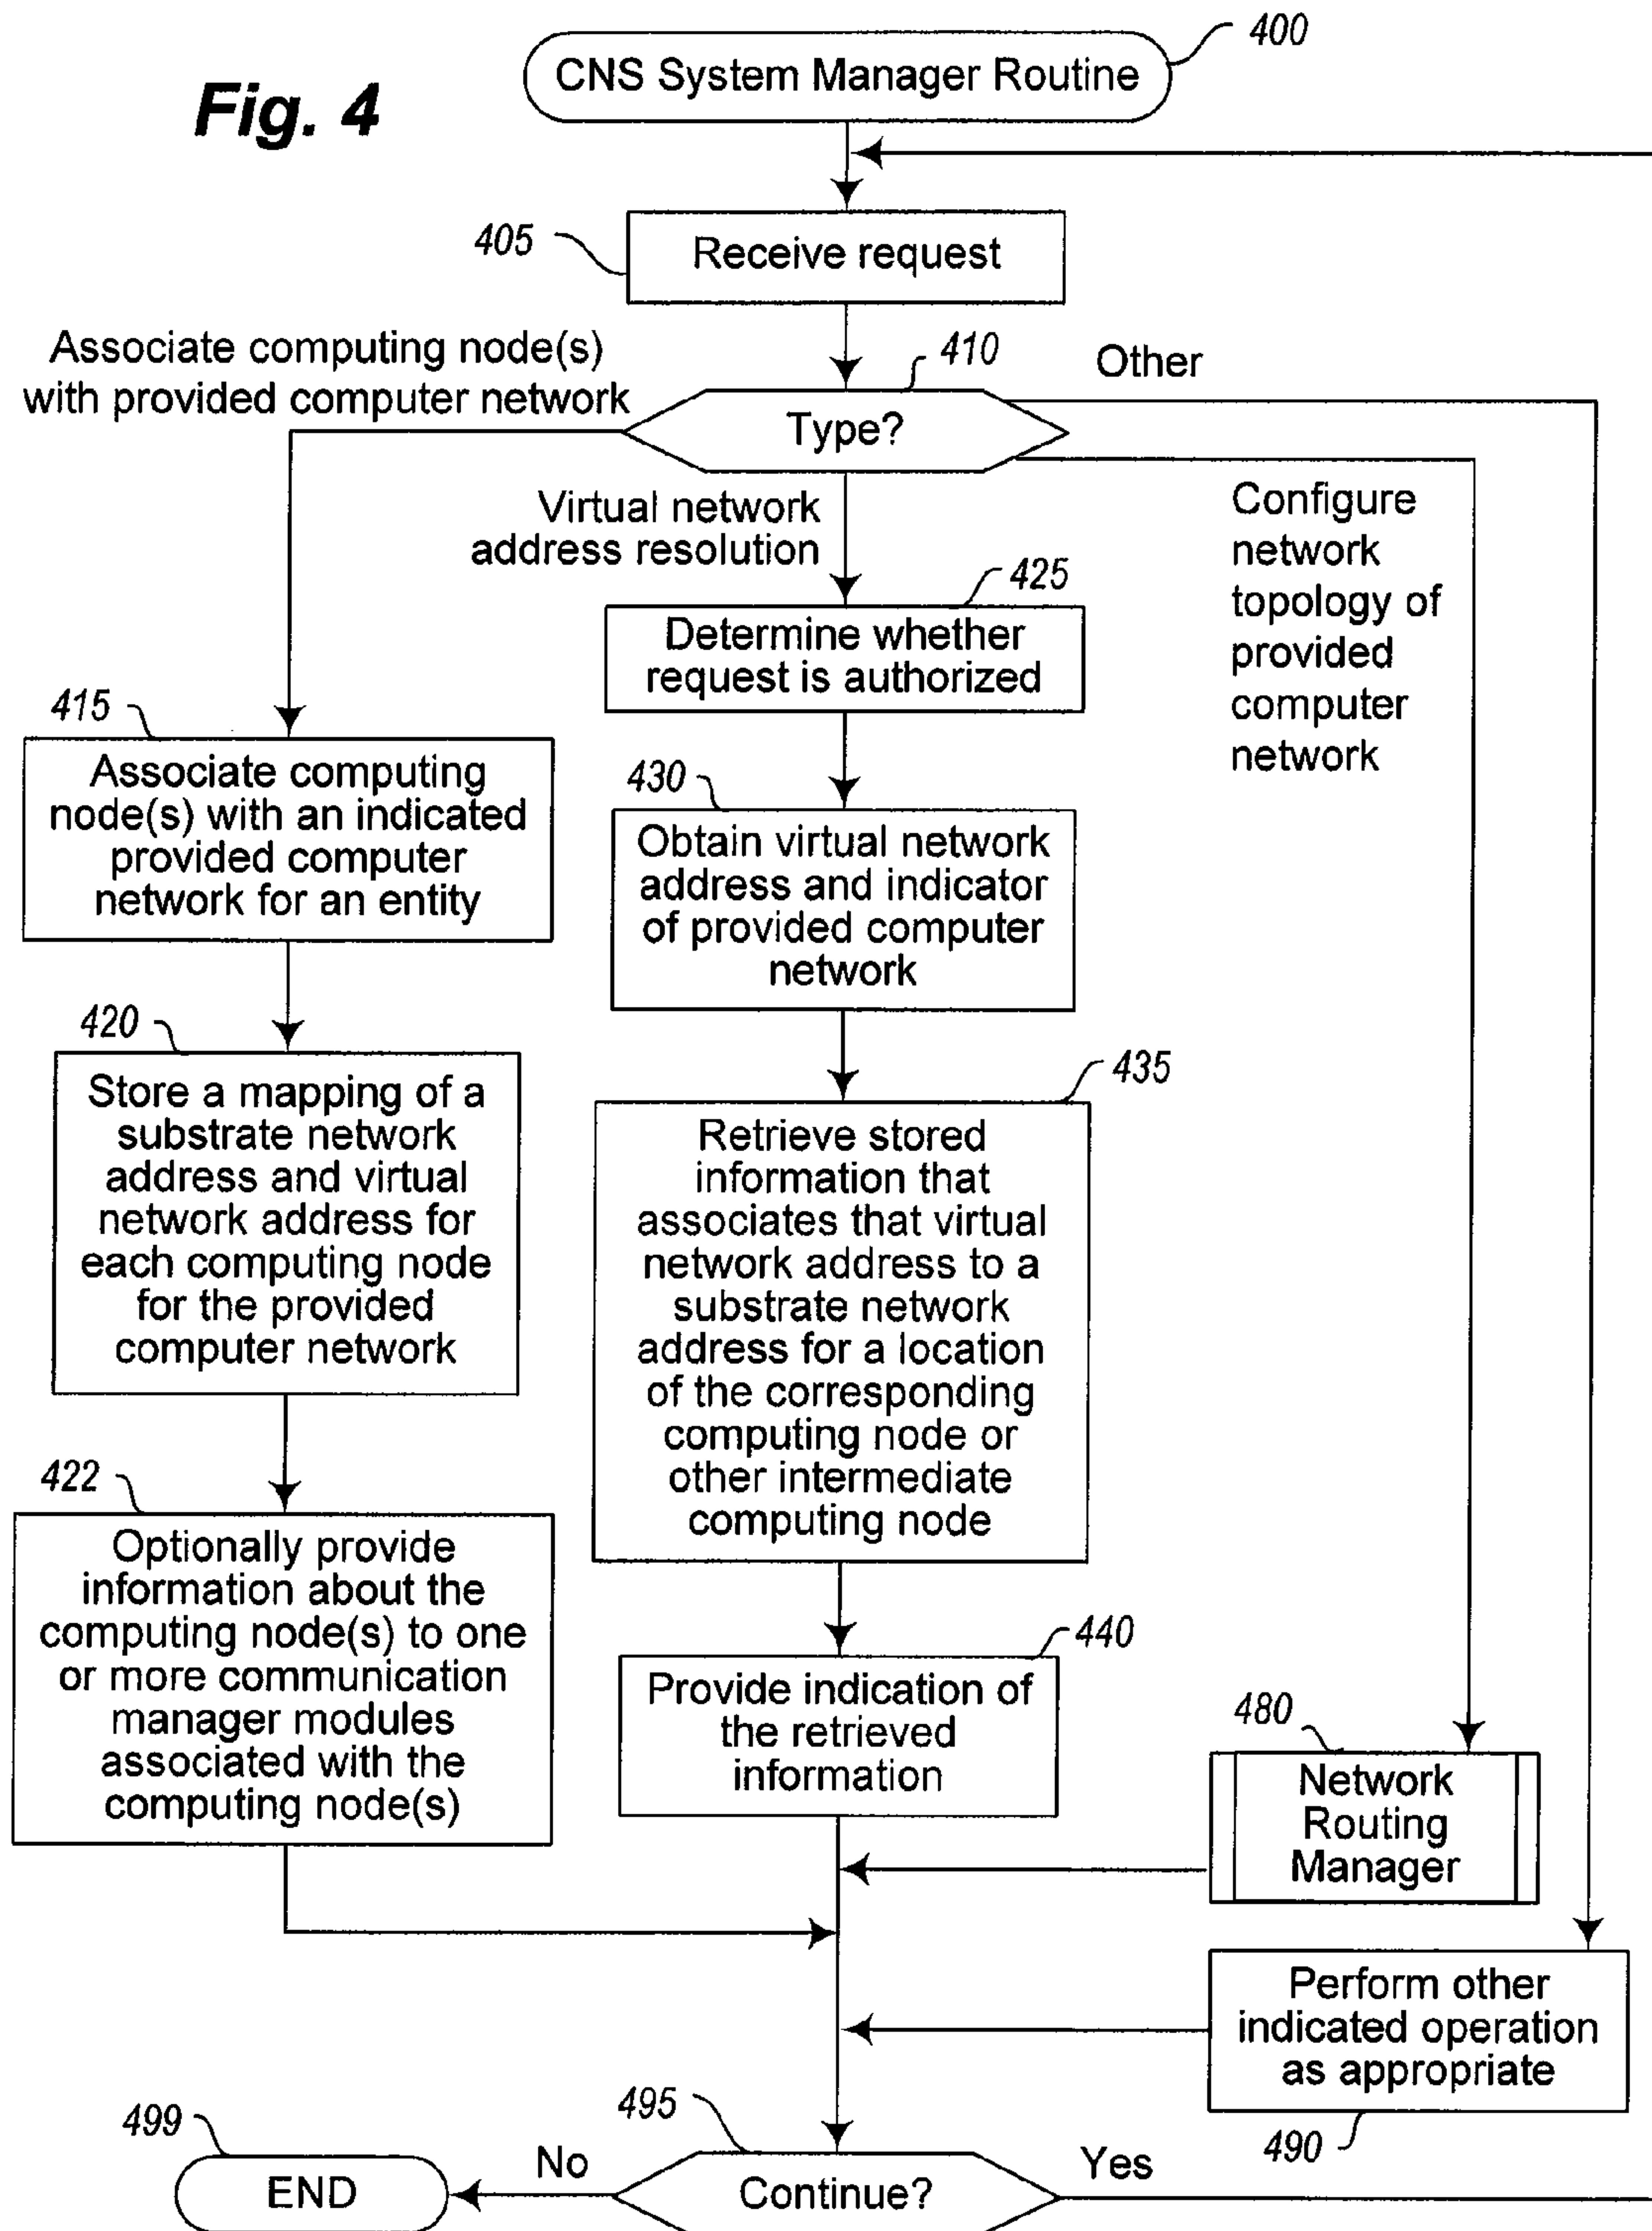 Fig. 4
400
CNS System Manager Routine
405
Receive request
Associate computing node(s)
with provided computer network
410
Other
Type?
Virtual network
address resolution
Configure
network
topology of
provided
computer
network
425
Determine whether
request is authorized
415
Associate computing
node(s) with an indicated
provided computer
network for an entity
430
Obtain virtual network
address and indicator
of provided computer
network
420
Store a mapping of a
substrate network
address and virtual
network address for
each computing node
for the provided
computer network
435
Retrieve stored
information that
associates that virtual
network address to a
substrate network
address for a location
of the corresponding
computing node or
other intermediate
computing node
422
Optionally provide
information about the
computing node(s) to one
or more communication
manager modules
associated with the
computing node(s)
440
Provide indication of
the retrieved
information
480
Network
Routing
Manager
Perform other
indicated operation
as appropriate
490
495
Continue?
No
Yes
499
END